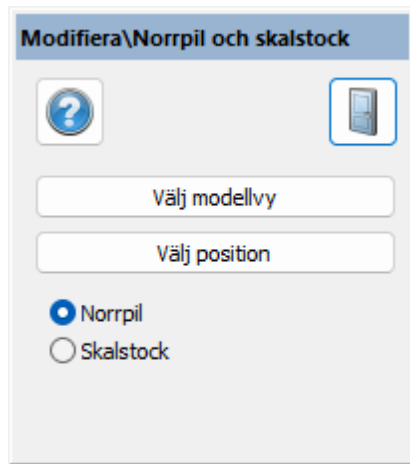 Modifiera\Norrpil och skalstock
Välj modellvy
Välj position
Norrpil
Skalstock